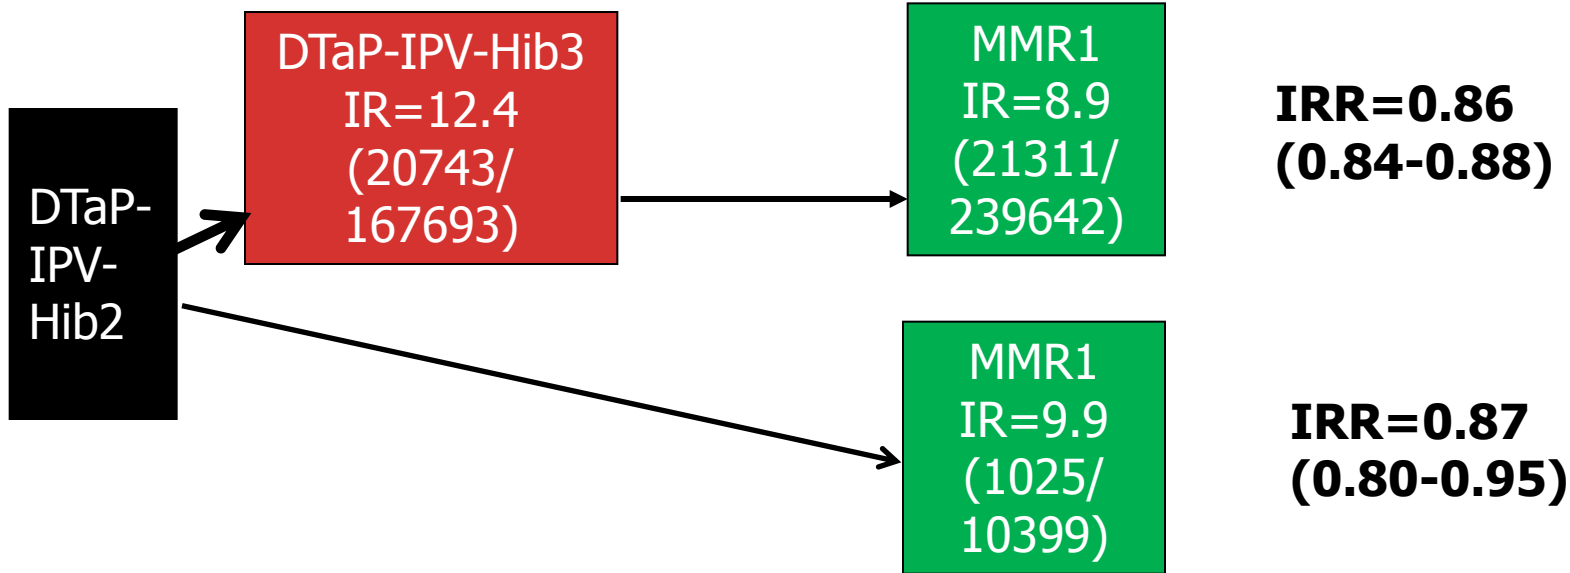 DTaP-
IPV-
Hib2
DTaP-IPV-Hib3
IR=12.4
(20743/
167693)
MMR1
IR=8.9
(21311/
239642)
IRR=0.86
(0.84-0.88)
MMR1
IR=9.9
(1025/
10399)
IRR=0.87
(0.80-0.95)